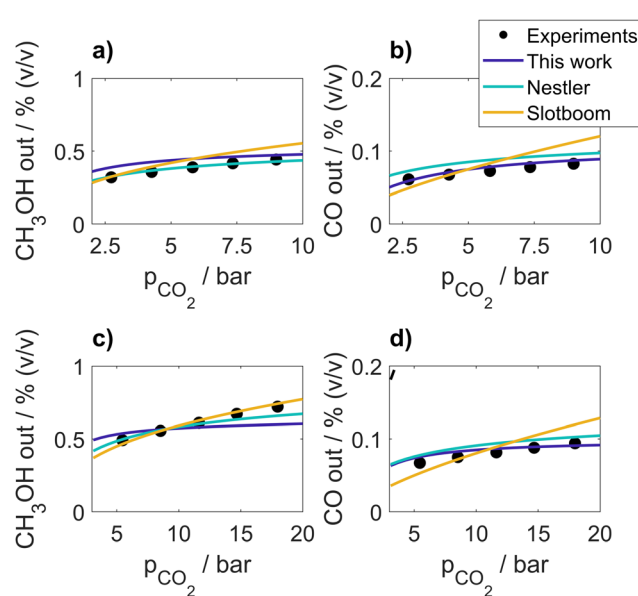 a)
b)
Experiments
This work
Nestler
Slotboom
CH3OH out / % (v/v)
1
0.5
0
2.5
5
7.5
10
pCO2 / bar
CO out / % (v/v)
0.2
0.1
0
2.5
5
7.5
10
pCO2 / bar
c)
d)
CH3OH out / % (v/v)
1
0.5
0
5
10
15
20
pCO2 / bar
CO out / % (v/v)
0.2
0.1
0
5
10
15
20
pCO2 / bar